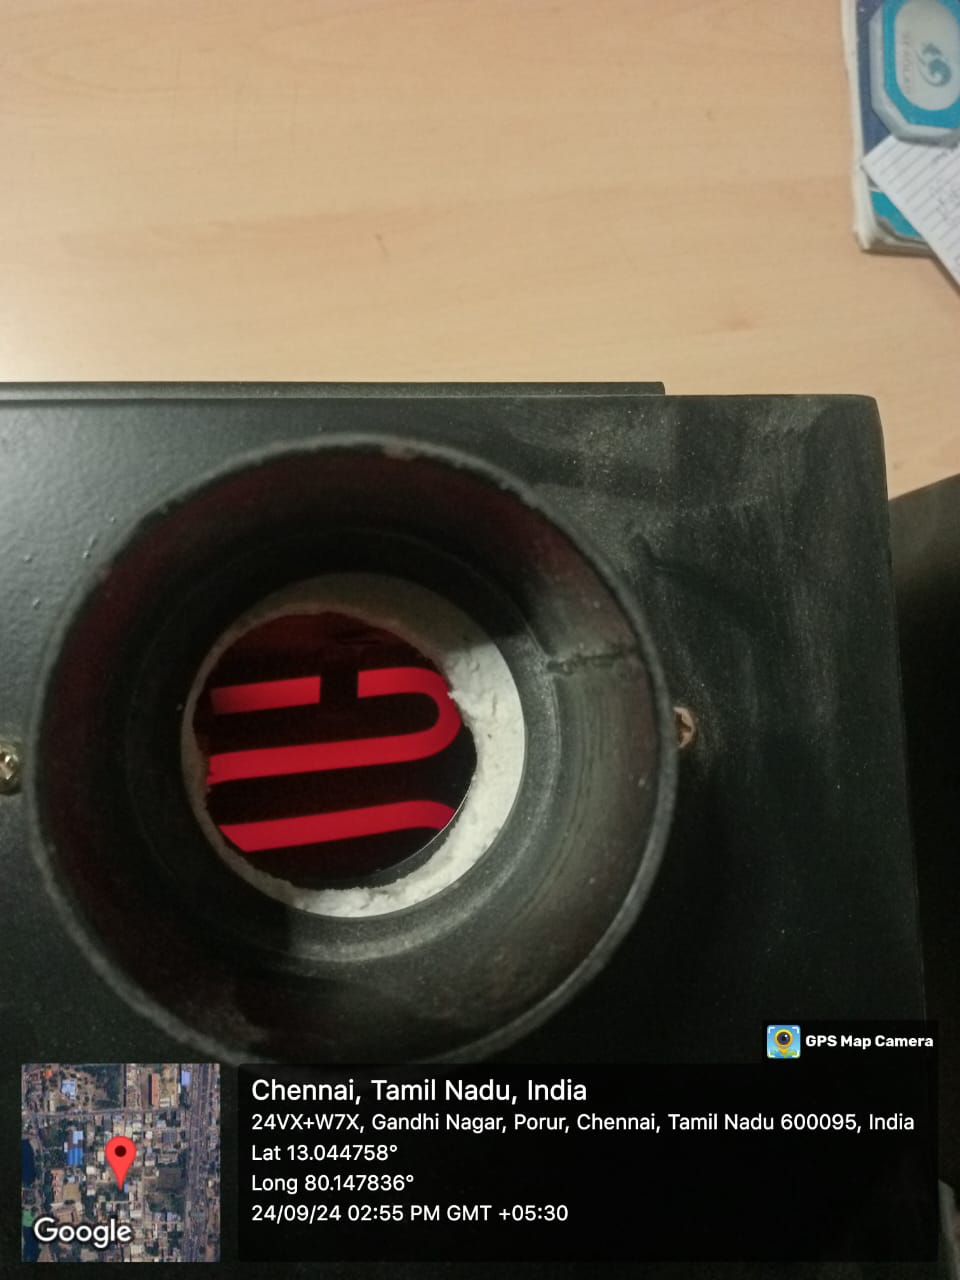 GPS Map Camera
Chennai, Tamil Nadu, India
24VX+W7X, Gandhi Nagar, Porur, Chennai, Tamil Nadu 600095, India
Lat 13.044758°
Long 80.147836°
24/09/24 02:55 PM GMT +05:30
Google